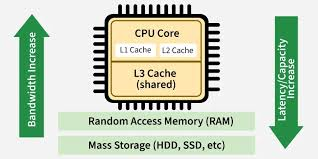 Bandwidth Increase
CPU Core
L1 Cache
L2 Cache
L3 Cache
(shared)
Latency/Capacity
Increase
Random Access Memory (RAM)
Mass Storage (HDD, SSD, etc)